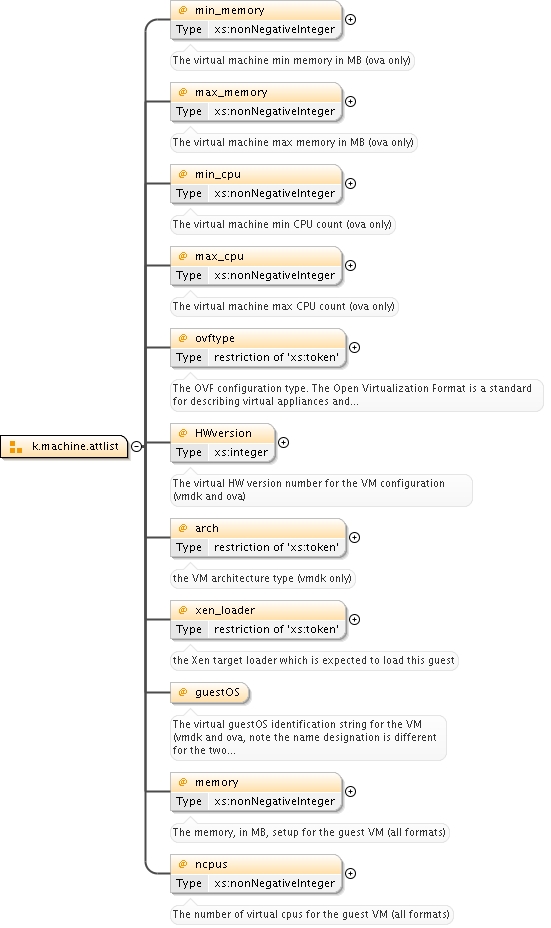 @ min_memory
Type xs:nonNegativeInteger
The virtual machine min memory in MB (ova only)
@ max_memory
Type xs:nonNegativeInteger
The virtual machine max memory in MB (ova only)
@ min_cpu
Type xs:nonNegativeInteger
The virtual machine min CPU count (ova only)
@ max_cpu
Type xs:nonNegativeInteger
The virtual machine max CPU count (ova only)
@ ovftype
Type restriction of 'xs:token'
The OVF configuration type. The Open Virtualization Format is a standard
for describing virtual appliances and...
k.machine.attlist
@ HWversion
Type xs:integer
The virtual HW version number for the VM configuration
(vmdk and ova)
@ arch
Type restriction of 'xs:token'
the VM architecture type (vmdk only)
@ xen_loader
Type restriction of 'xs:token'
the Xen target loader which is expected to load this guest
@ guestOS
The virtual guestOS identification string for the VM
(vmdk and ova, note the name designation is different
for the two...
@ memory
Type xs:nonNegativeInteger
The memory, in MB, setup for the guest VM (all formats)
@ ncpus
Type xs:nonNegativeInteger
The number of virtual cpus for the guest VM (all formats)